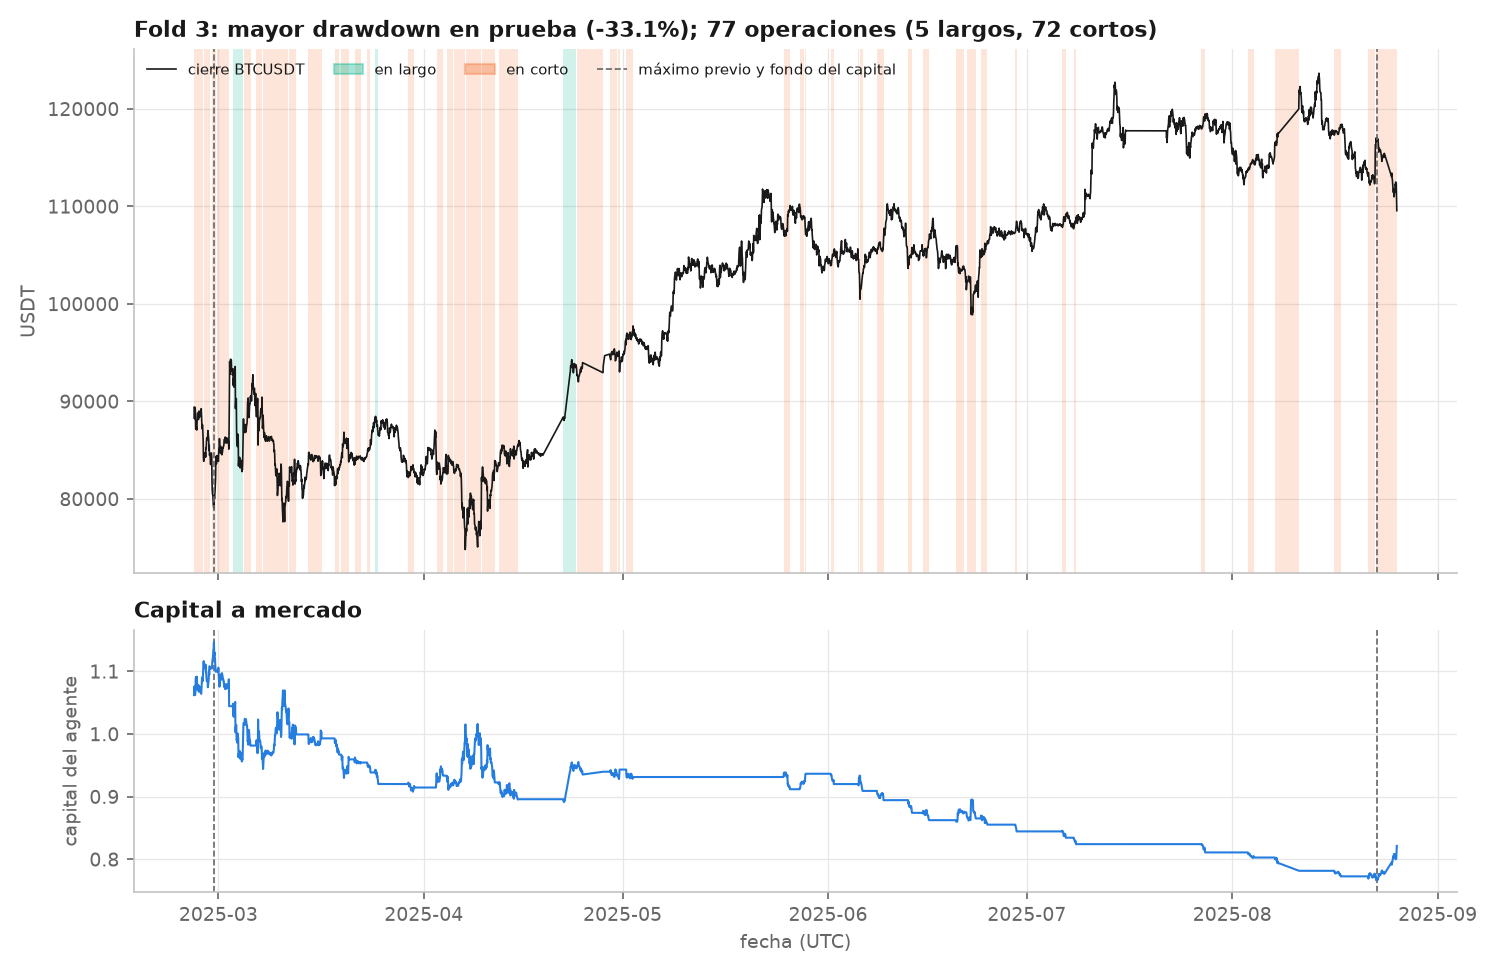 Fold 3: mayor drawdown en prueba (-33.1%); 77 operaciones (5 largos, 72 cortos)
cierre BTCUSDT
en largo
en corto
máximo previo y fondo del capital
120000
110000
100000
90000
80000
USDT
Capital a mercado
1.1
1.0
0.9
0.8
capital del agente
2025-03
2025-04
2025-05
2025-06
2025-07
2025-08
2025-09
fecha (UTC)